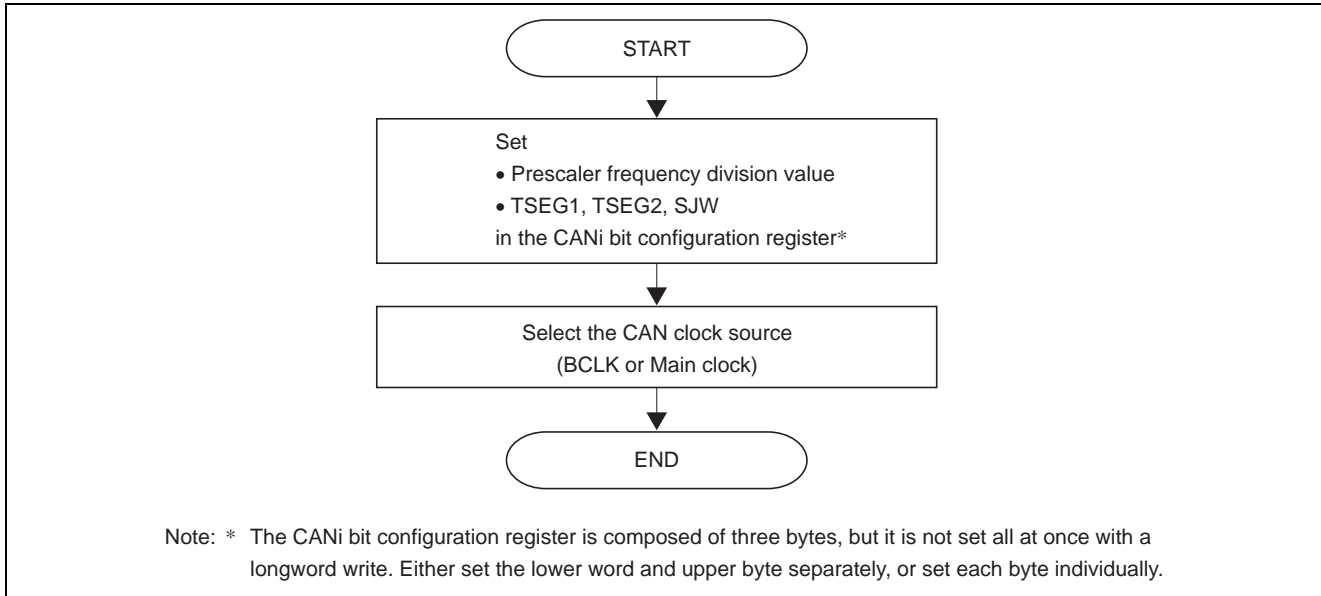 START
Set
• Prescaler frequency division value
• TSEG1, TSEG2, SJW
in the CANi bit configuration register*
Select the CAN clock source
(BCLK or Main clock)
END
Note: * The CANi bit configuration register is composed of three bytes, but it is not set all at once with a
longword write. Either set the lower word and upper byte separately, or set each byte individually.